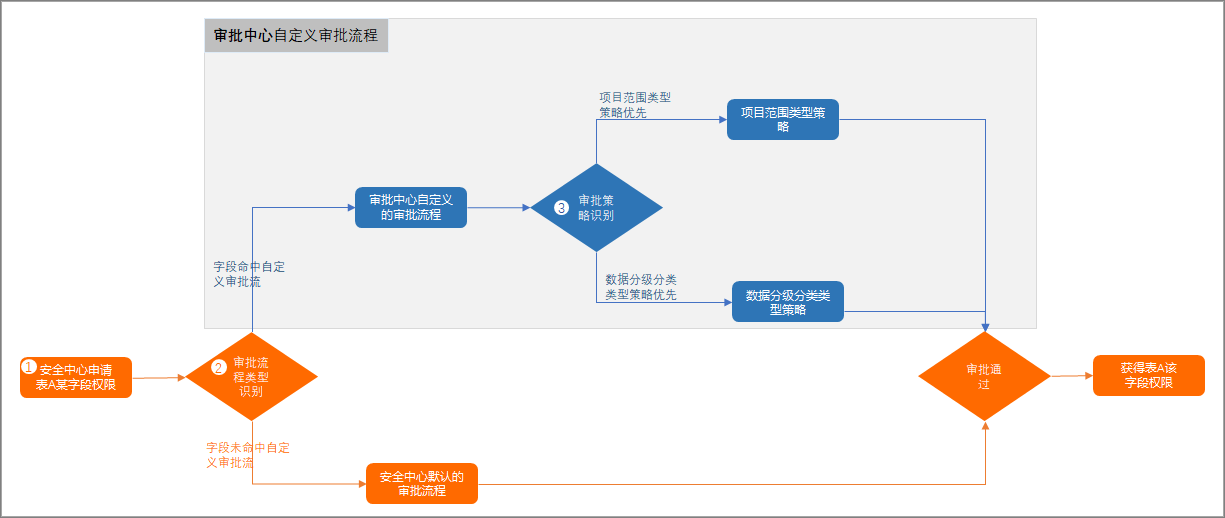 审批中心自定义审批流程
项目范围类型
策略优先
项目范围类型策
略
审批中心自定义
的审批流程
3
审批策
略识别
字段命中自定
义审批流
数据分级分类
类型策略优先
数据分级分类类
型策略
1
安全中心申请
表A某字段权限
2
审批流
程类型
识别
审批通
过
获得表A该
字段权限
字段未命中自定
义审批流
安全中心默认的
审批流程